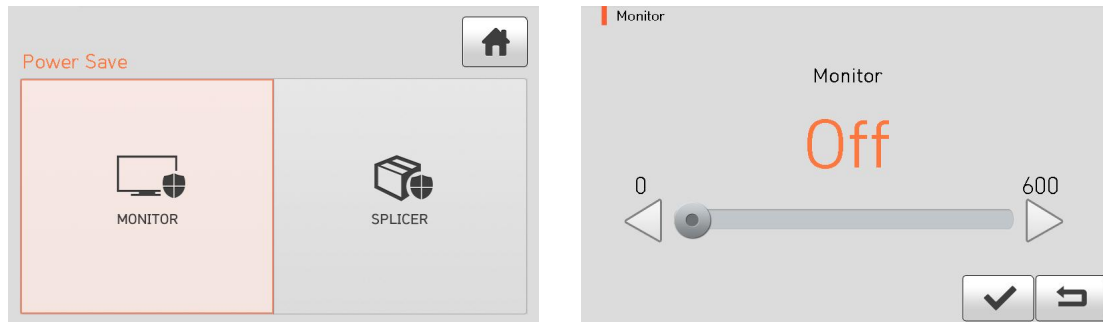 Power Save
MONITOR
SPLICER
Monitor
Monitor
Off
0
600